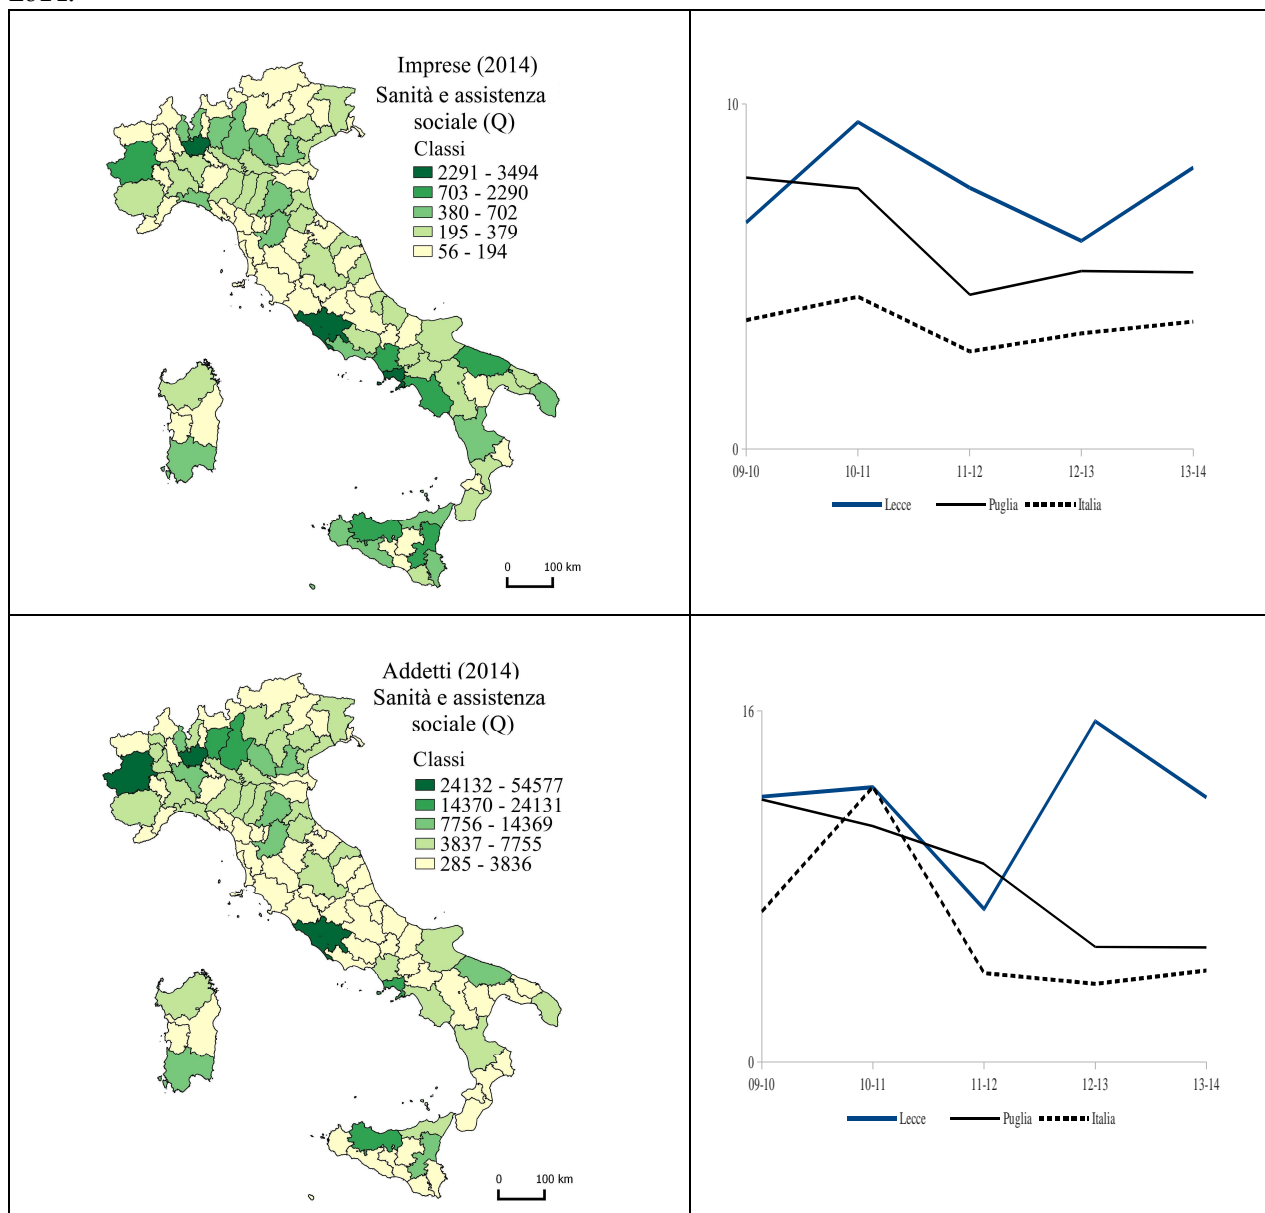 2014.
Imprese (2014)
Sanità e assistenza
sociale (Q)
Classi
2291 - 3494
703 - 2290
380 - 702
195 - 379
56 - 194
0 100 km
10
0
09-10 10-11 11-12 12-13 13-14
Lecce Puglia Italia
Addetti (2014)
Sanità e assistenza
sociale (Q)
Classi
24132 - 54577
14370 - 24131
7756 - 14369
3837 - 7755
285 - 3836
0 100 km
16
0
09-10 10-11 11-12 12-13 13-14
Lecce Puglia Italia